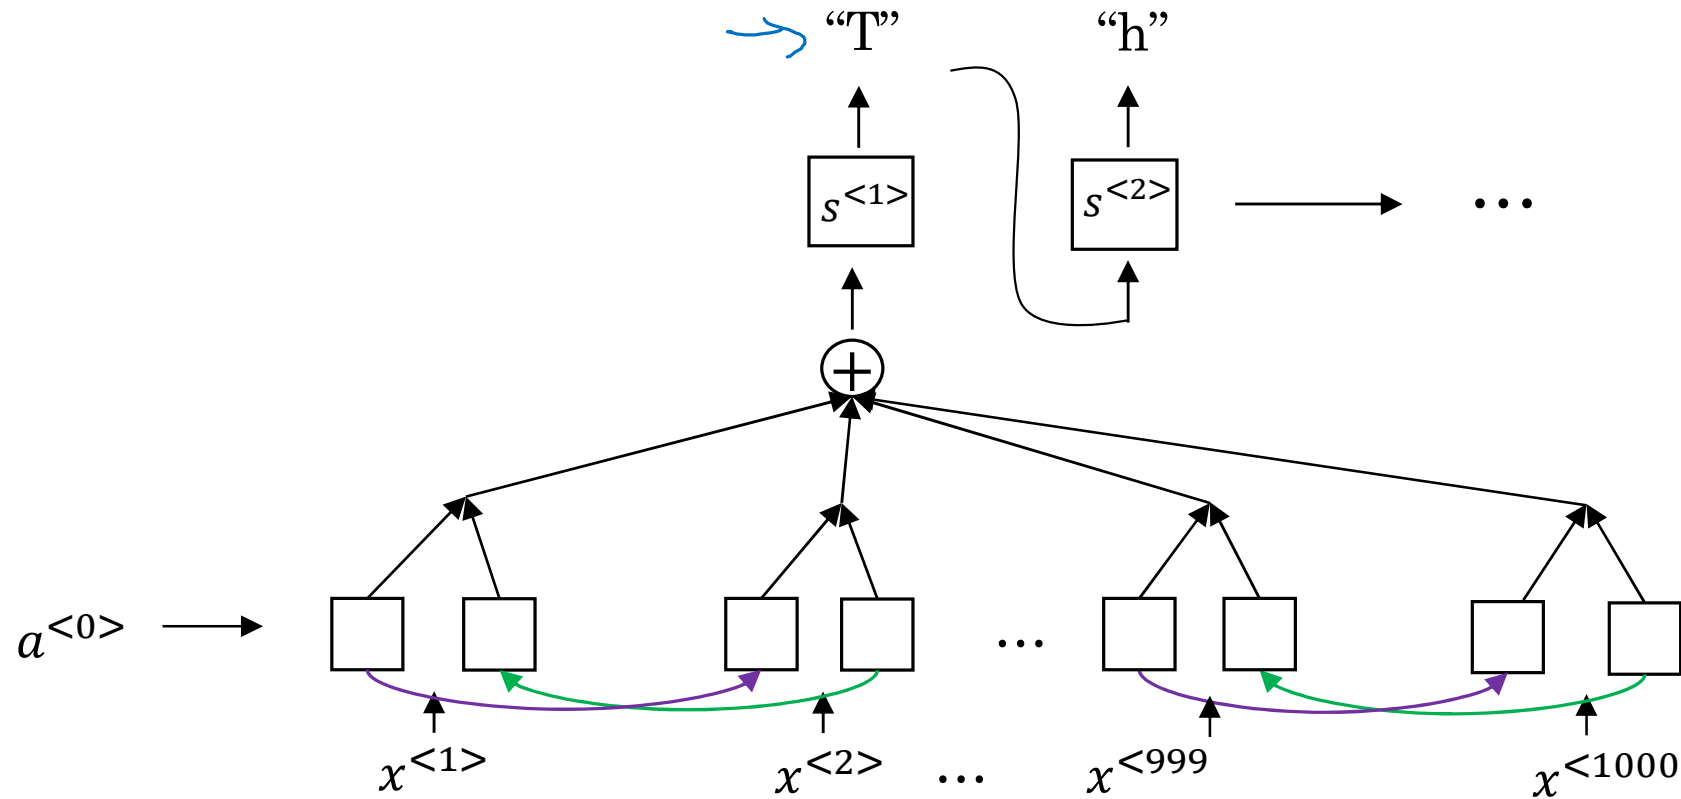 “T” “h”
s<1> s<2> ...
+
a<0> ...
x<1> x<2> ... x<999 x<1000